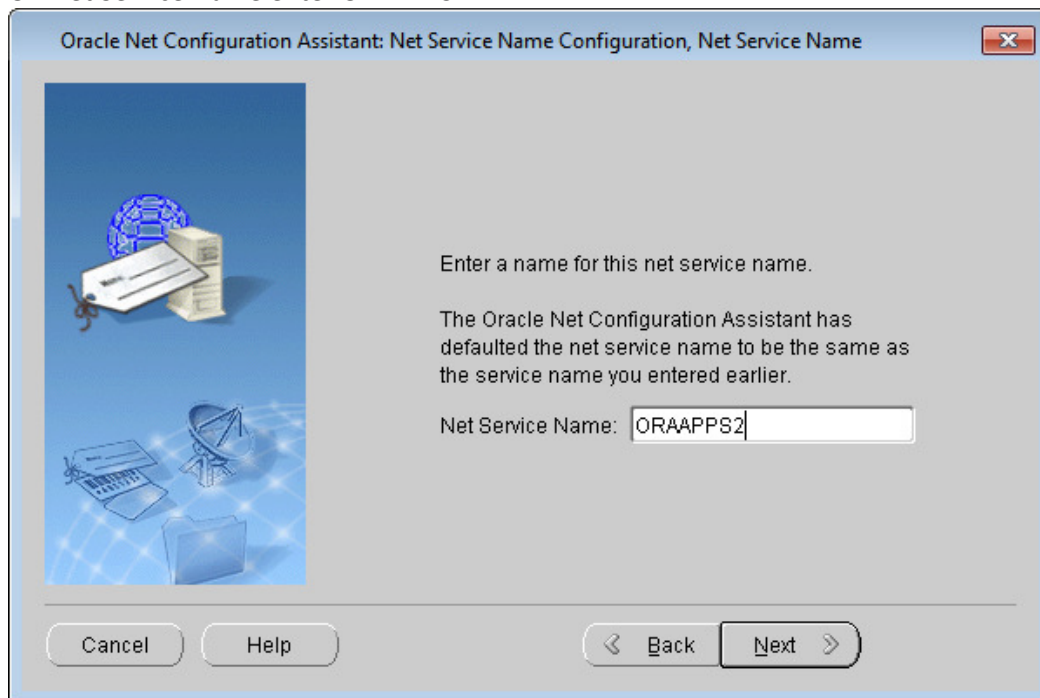 Oracle Net Configuration Assistant: Net Service Name Configuration, Net Service Name
Enter a name for this net service name.
The Oracle Net Configuration Assistant has
defaulted the net service name to be the same as
the service name you entered earlier.
Net Service Name: ORAAPPS2
Cancel
Help
Back
Next